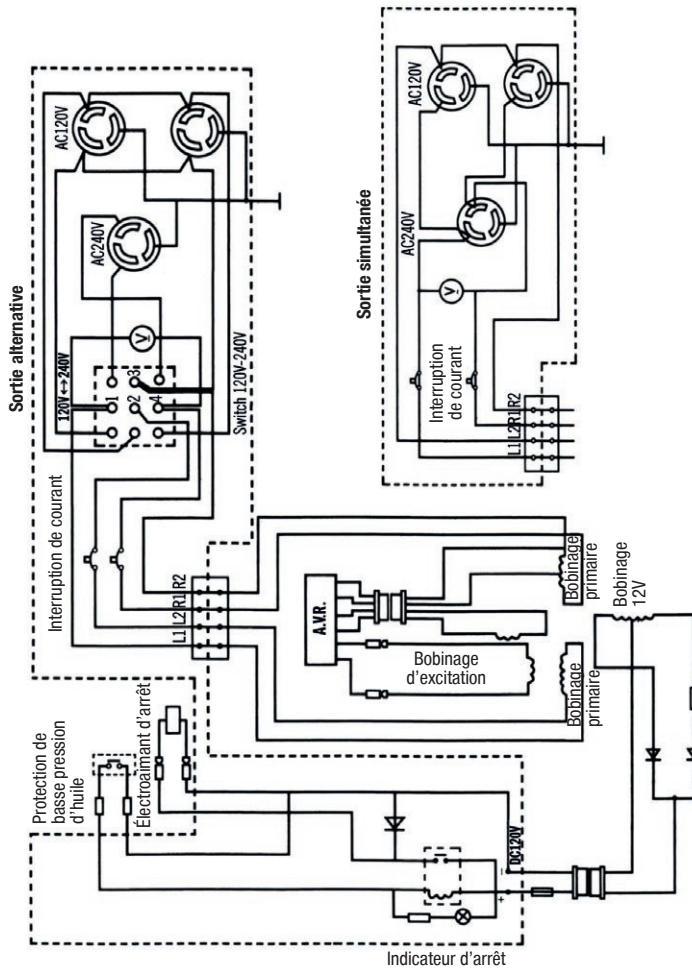 Sortie alternative
AC120V
AC240V
120V↔240V
1
2
3
4
V
Switch 120V-240V
Interruption de courant
L1 L2 R1 R2
Sortie simultanée
AC120V
AC240V
V
Interruption
de courant
L1 L2 R1 R2
A.V.R.
Bobinage
d'excitation
Bobinage
primaire
Bobinage
primaire
Bobinage
12V
Protection de
basse pression
d'huile
Électroaimant d'arrêt
DC120V
+ −
Indicateur d'arrêt